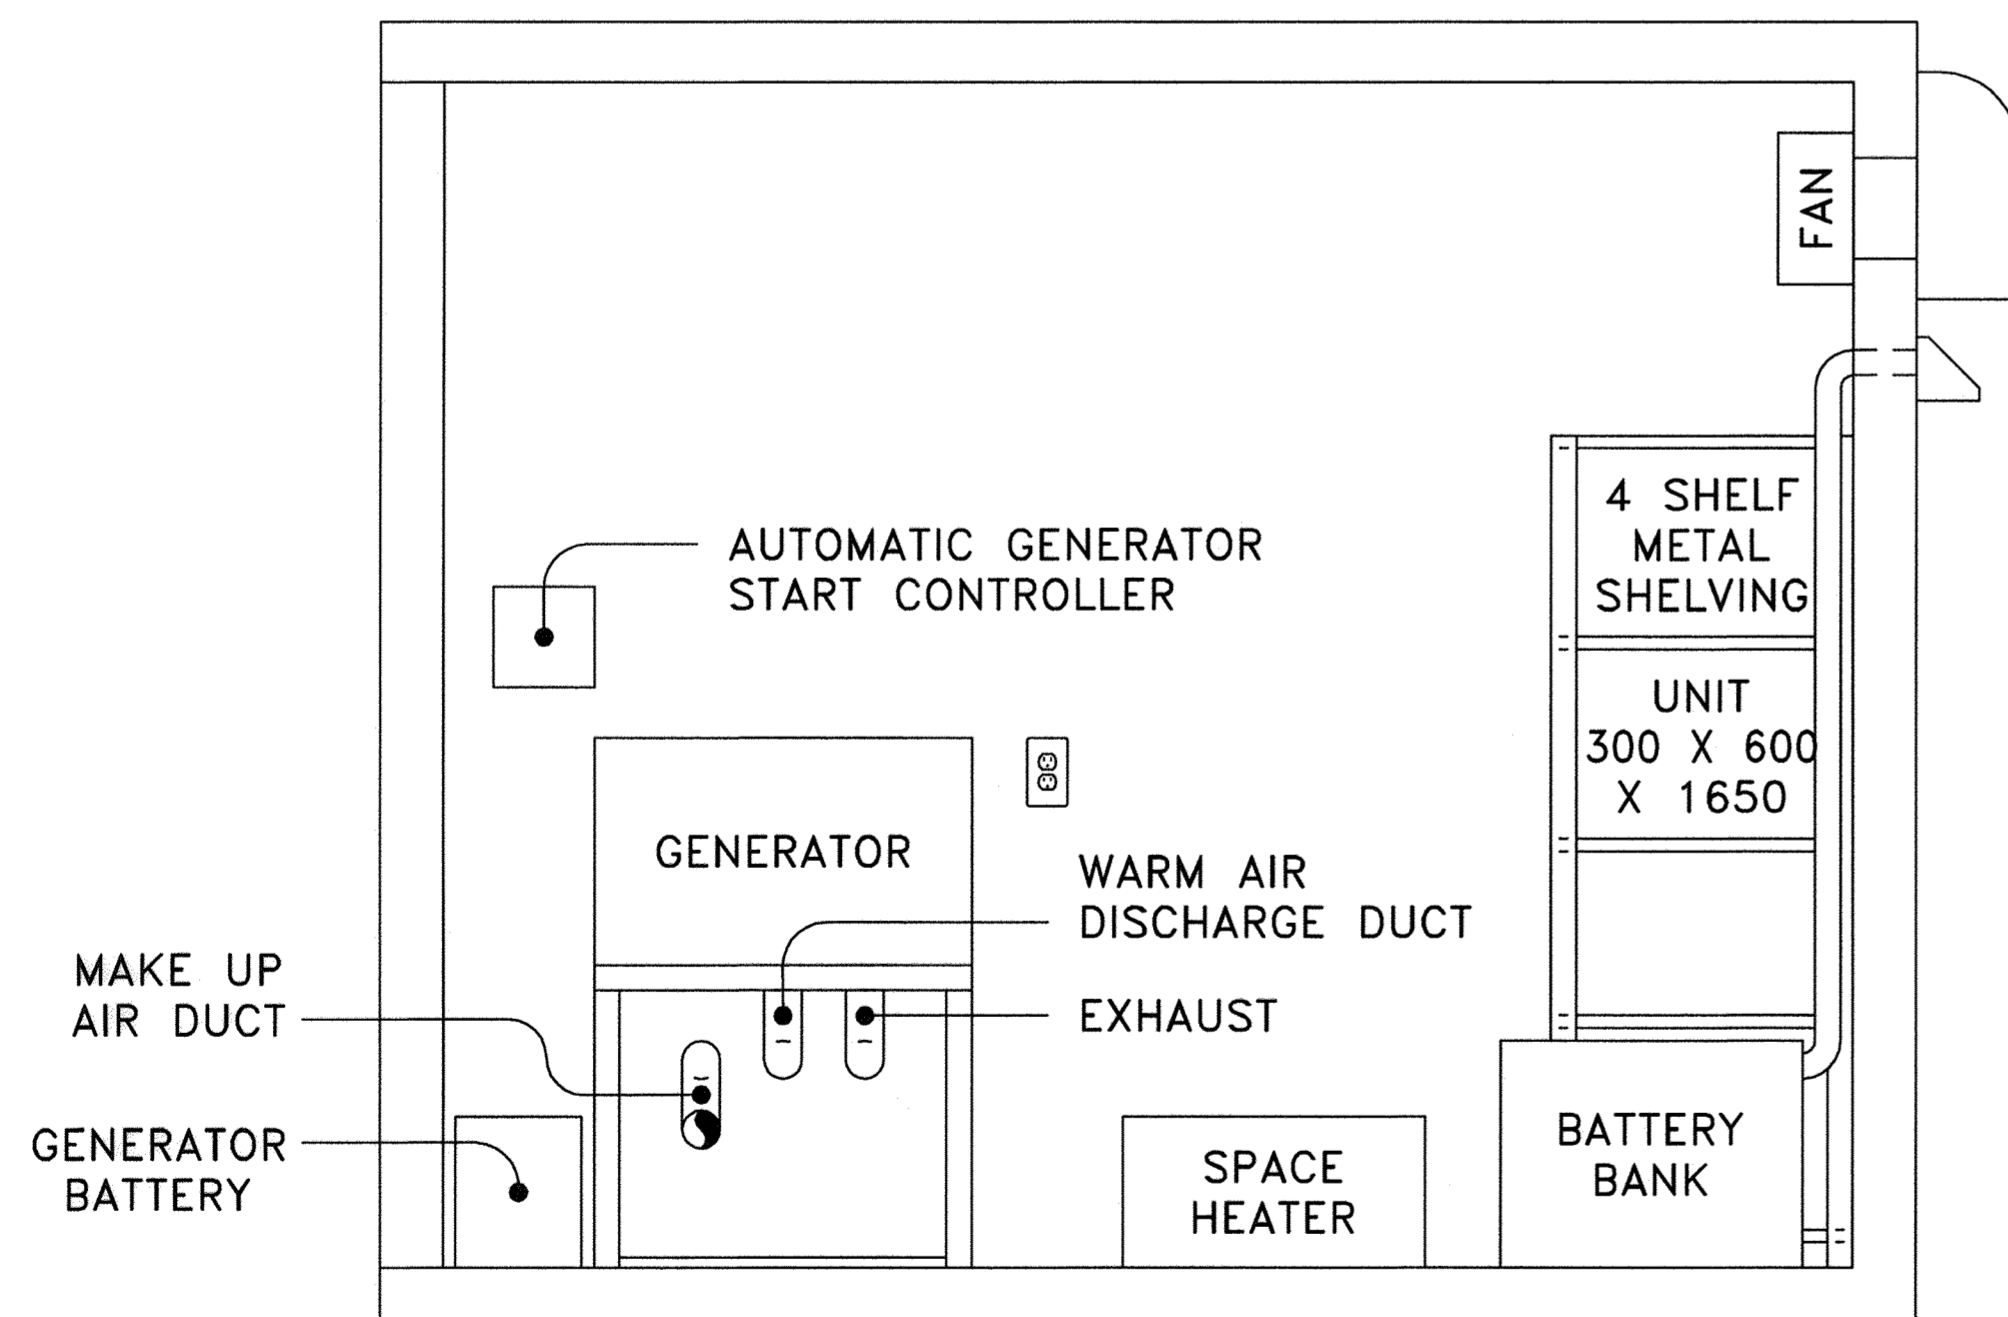 FAN
4 SHELF
METAL
SHELVING
UNIT
300 X 600
X 1650
AUTOMATIC GENERATOR
START CONTROLLER
GENERATOR
WARM AIR
DISCHARGE DUCT
EXHAUST
MAKE UP
AIR DUCT
GENERATOR
BATTERY
SPACE
HEATER
BATTERY
BANK